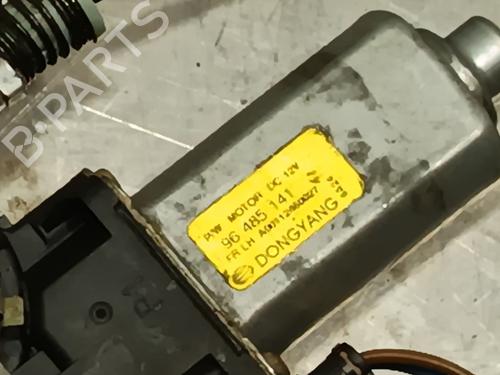 B-PARTS
P/W MOTOR DC 12V
96 485 141
FR LH
DONGYANG